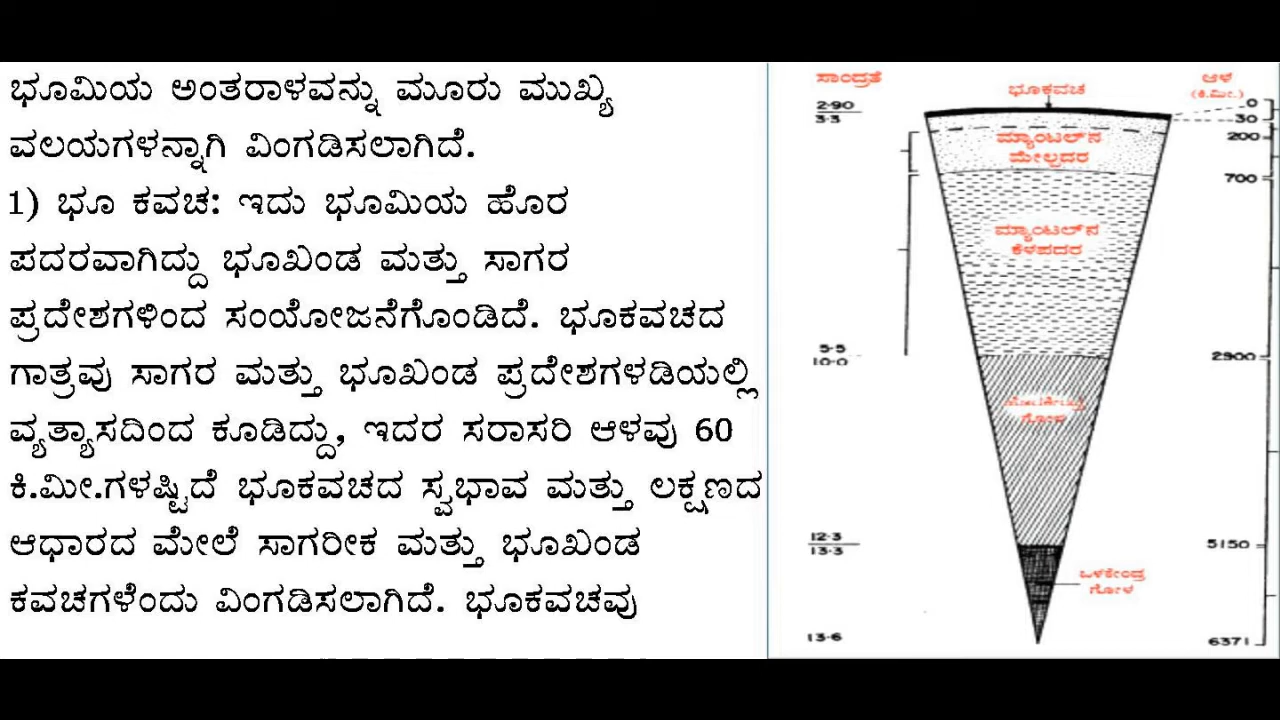 ಭೂಮಿಯ ಅಂತರಾಳವನ್ನು ಮೂರು ಮುಖ್ಯ
ವಲಯಗಳನ್ನಾಗಿ ವಿಂಗಡಿಸಲಾಗಿದೆ.
1) ಭೂ ಕವಚ: ಇದು ಭೂಮಿಯ ಹೊರ
ಪದರವಾಗಿದ್ದು ಭೂಖಂಡ ಮತ್ತು ಸಾಗರ
ಪ್ರದೇಶಗಳಿಂದ ಸಂಯೋಜನೆಗೊಂಡಿದೆ. ಭೂಕವಚದ
ಗಾತ್ರವು ಸಾಗರ ಮತ್ತು ಭೂಖಂಡ ಪ್ರದೇಶಗಳಡಿಯಲ್ಲಿ
ವ್ಯತ್ಯಾಸದಿಂದ ಕೂಡಿದ್ದು, ಇದರ ಸರಾಸರಿ ಆಳವು 60
ಕಿ.ಮೀ.ಗಳಷ್ಟಿದೆ ಭೂಕವಚದ ಸ್ವಭಾವ ಮತ್ತು ಲಕ್ಷಣದ
ಆಧಾರದ ಮೇಲೆ ಸಾಗರೀಕ ಮತ್ತು ಭೂಖಂಡ
ಕವಚಗಳೆಂದು ವಿಂಗಡಿಸಲಾಗಿದೆ. ಭೂಕವಚವು
ಸಾಂದ್ರತೆ
ಭೂಕವಚ
ಆಳ
(ಕಿ.ಮೀ.)
2·90
3·3
0
30
200
700
ಮ್ಯಾಂಟಲ್‌ನ
ಮೇಲ್ಪದರ
ಮ್ಯಾಂಟಲ್‌ನ
ಕೆಳಪದರ
5·5
10·0
2900
ಗೋಳ
12·3
13·3
5150
ಒಳಕೇಂದ್ರ
ಗೋಳ
13·6
6371